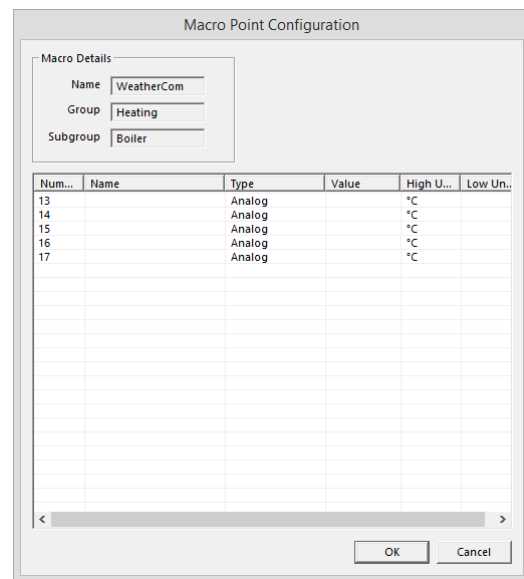 Macro Point Configuration
Macro Details
Name WeatherCom
Group Heating
Subgroup Boiler
Num... Name Type Value High U... Low Un..
13 Analog °C
14 Analog °C
15 Analog °C
16 Analog °C
17 Analog °C
OK Cancel